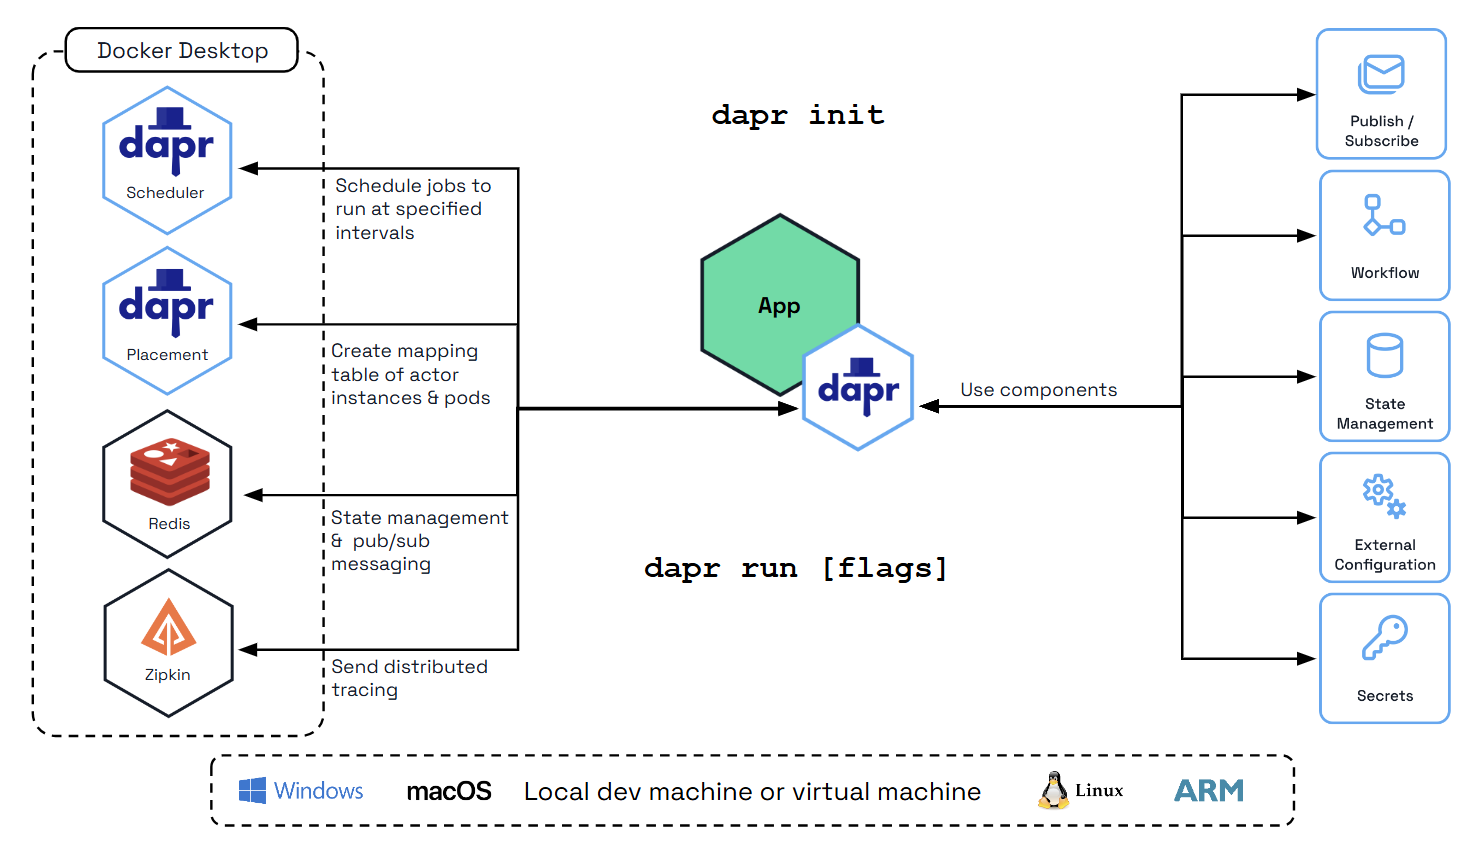 Docker Desktop
dapr
Scheduler
Schedule jobs to
run at specified
intervals
dapr
Placement
Create mapping
table of actor
instances & pods
Redis
State management
& pub/sub
messaging
Zipkin
Send distributed
tracing
dapr init
App
dapr
Use components
dapr run [flags]
Publish /
Subscribe
Workflow
State
Management
External
Configuration
Secrets
Windows
macOS
Local dev machine or virtual machine
Linux
ARM